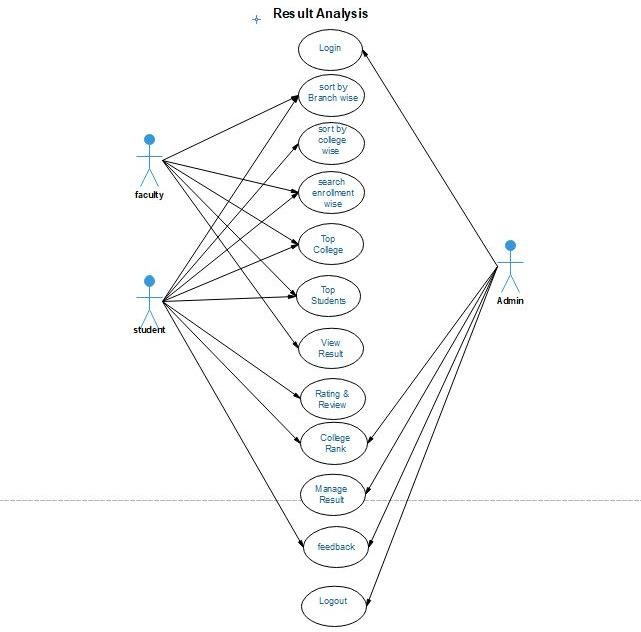 Result Analysis
Login
sort by
Branch wise
sort by
college
wise
faculty
search
enrollment
wise
Top
College
Admin
student
Top
Students
View
Result
Rating &
Review
College
Rank
Manage
Result
feedback
Logout